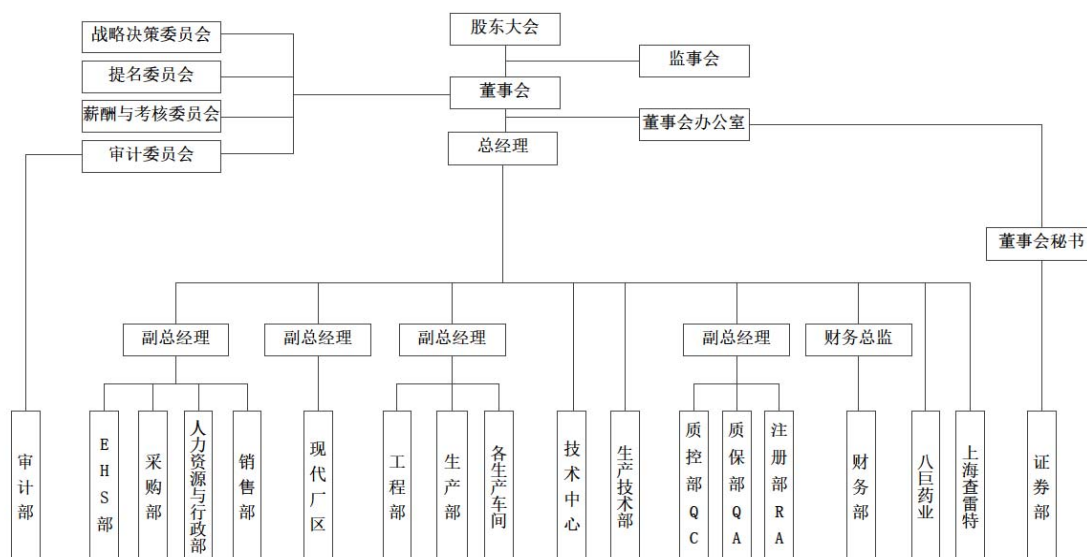 股东大会
战略决策委员会
监事会
提名委员会
董事会
薪酬与考核委员会
董事会办公室
总经理
审计委员会
董事会秘书
副总经理
副总经理
副总经理
副总经理
财务总监
审计部
EHS部
采购部
人力资源与行政部
销售部
现代厂区
工程部
生产部
各生产车间
技术中心
生产技术部
质控部QC
质保部QA
注册部RA
财务部
八巨药业
上海查雷特
证券部